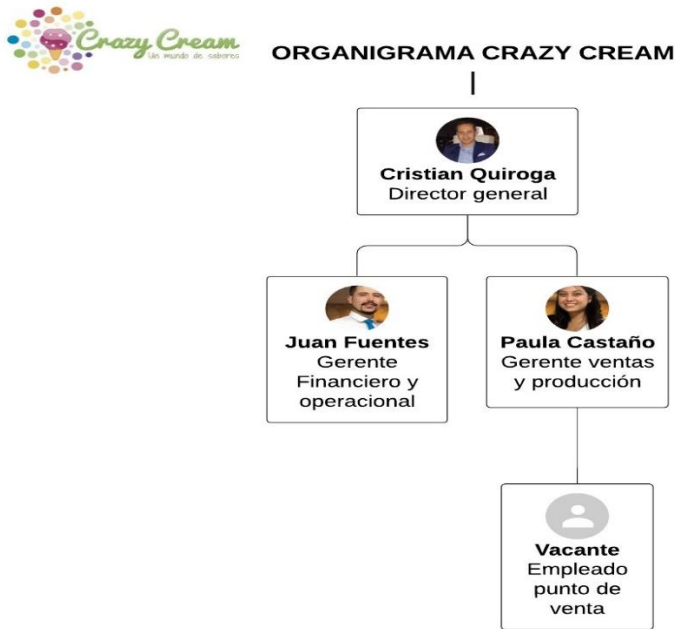 Crazy Cream
Un mundo de sabores
ORGANIGRAMA CRAZY CREAM
Cristian Quiroga
Director general
Juan Fuentes
Gerente
Financiero y
operacional
Paula Castaño
Gerente ventas
y producción
Vacante
Empleado
punto de
venta